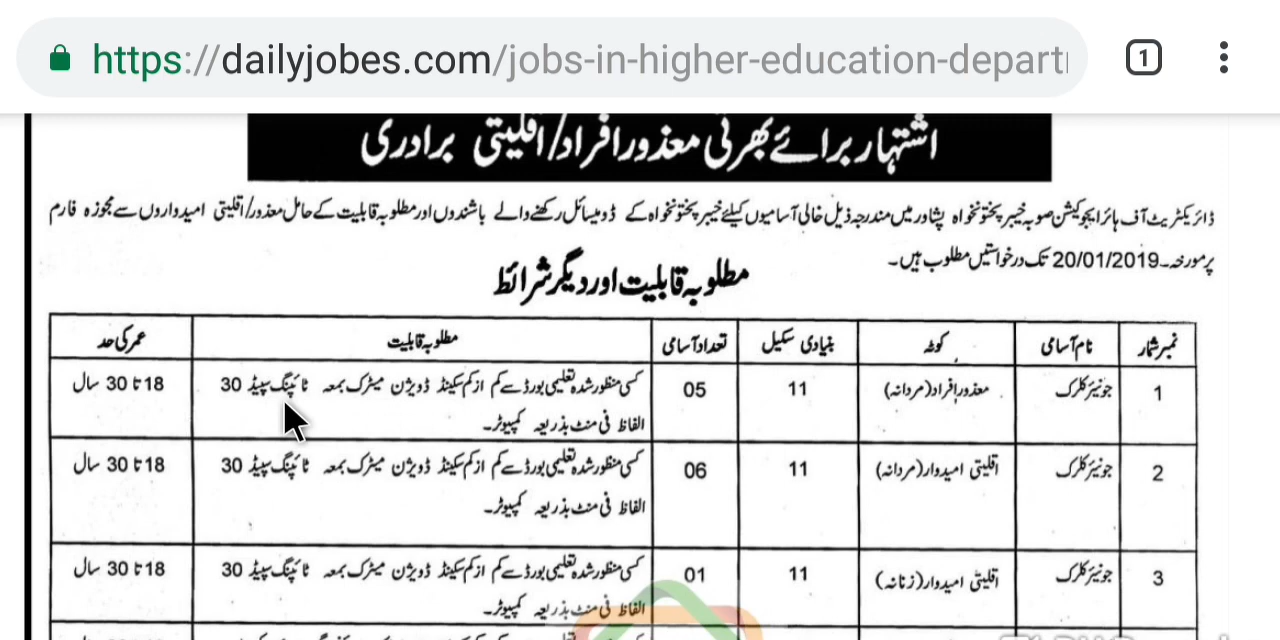 https://dailyjobes.com/jobs-in-higher-education-depart
1
اشتہار برائے بھرتی معذور افراد/اقلیتی برادری
ڈائریکٹریٹ آف ہائر ایجوکیشن صوبہ خیبر پختونخواہ پشاور میں مندرجہ ذیل خالی آسامیوں کیلئے خیبر پختونخواہ کے ڈومیسائل رکھنے والے باشندوں اور مطلوبہ قابلیت کے حامل معذور/اقلیتی امیدواروں سے مجوزہ فارم
پر مورخہ۔20/01/2019 تک درخواستیں مطلوب ہیں۔
مطلوبہ قابلیت اور دیگر شرائط
نمبر شمار نام آسامی کوٹہ بنیادی سکیل تعداد آسامی مطلوبہ قابلیت عمر کی حد
1 جونیئر کلرک معذور افراد (مردانہ) 11 05 کسی منظور شدہ تعلیمی بورڈ سے کم از کم سیکنڈ ڈویژن میٹرک بمعہ ٹائپنگ سپیڈ 30 18 تا 30 سال
الفاظ فی منٹ بذریعہ کمپیوٹر۔
2 جونیئر کلرک اقلیتی امیدوار (مردانہ) 11 06 کسی منظور شدہ تعلیمی بورڈ سے کم از کم سیکنڈ ڈویژن میٹرک بمعہ ٹائپنگ سپیڈ 30 18 تا 30 سال
الفاظ فی منٹ بذریعہ کمپیوٹر۔
3 جونیئر کلرک اقلیتی امیدوار (زنانہ) 11 01 کسی منظور شدہ تعلیمی بورڈ سے کم از کم سیکنڈ ڈویژن میٹرک بمعہ ٹائپنگ سپیڈ 30 18 تا 30 سال
الفاظ فی منٹ بذریعہ کمپیوٹر۔